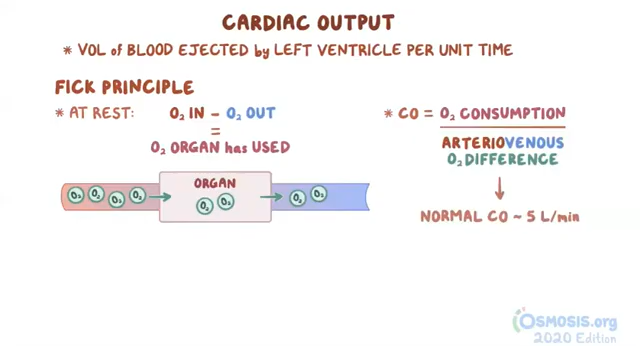 CARDIAC OUTPUT
* VOL of BLOOD EJECTED by LEFT VENTRICLE PER UNIT TIME
FICK PRINCIPLE
* AT REST: O₂ IN - O₂ OUT
=
O₂ ORGAN has USED
ORGAN
O₂ O₂ O₂ O₂
O₂ O₂
O₂ O₂
* CO = O₂ CONSUMPTION
ARTERIOVENOUS
O₂ DIFFERENCE
NORMAL CO ~ 5 L/min
OSMOSIS.org
2020 Edition